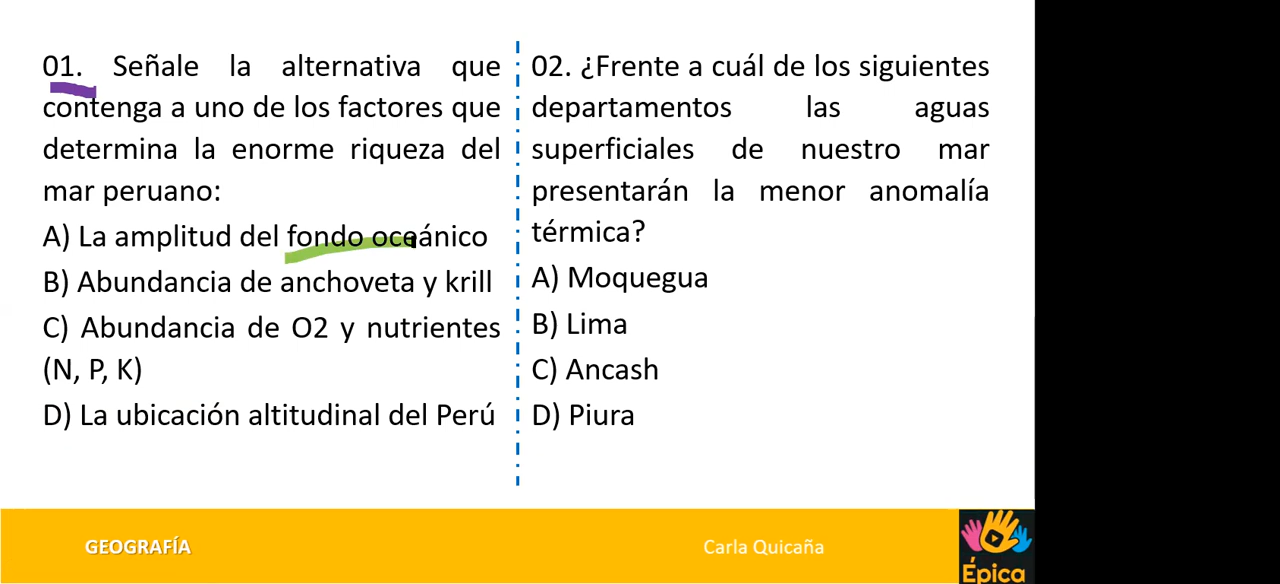 01. Señale la alternativa que
contenga a uno de los factores que
determina la enorme riqueza del
mar peruano:
A) La amplitud del fondo oceánico
B) Abundancia de anchoveta y krill
C) Abundancia de O2 y nutrientes
(N, P, K)
D) La ubicación altitudinal del Perú
02. ¿Frente a cuál de los siguientes
departamentos las aguas
superficiales de nuestro mar
presentarán la menor anomalía
térmica?
A) Moquegua
B) Lima
C) Ancash
D) Piura
GEOGRAFÍA
Carla Quicaña
Épica